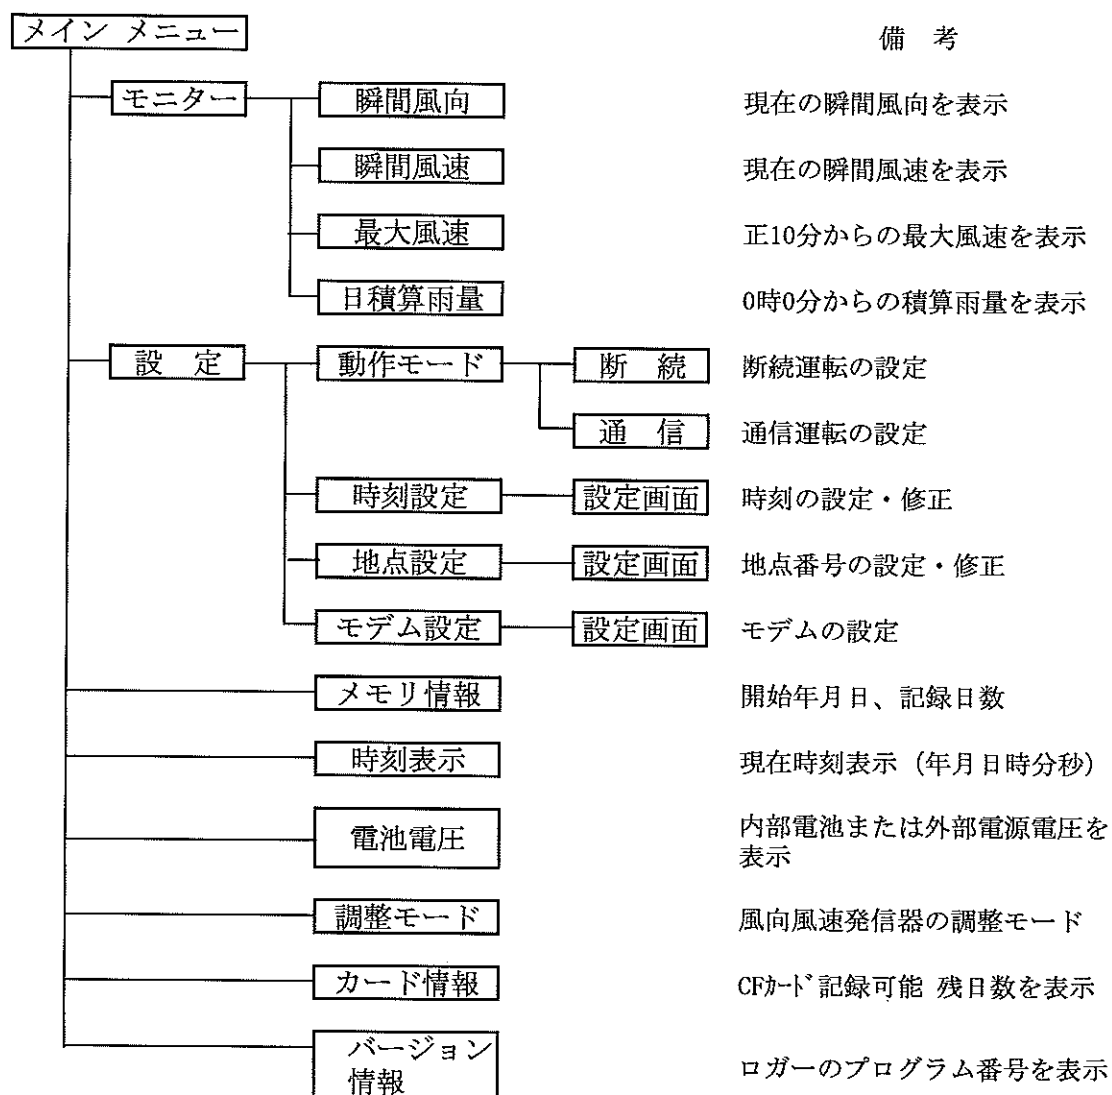 メイン メニュー 備 考
モニター 瞬間風向 現在の瞬間風向を表示
瞬間風速 現在の瞬間風速を表示
最大風速 正10分からの最大風速を表示
日積算雨量 0時0分からの積算雨量を表示
設 定 動作モード 断 続 断続運転の設定
通 信 通信運転の設定
時刻設定 設定画面 時刻の設定・修正
地点設定 設定画面 地点番号の設定・修正
モデム設定 設定画面 モデムの設定
メモリ情報 開始年月日、記録日数
時刻表示 現在時刻表示（年月日時分秒）
電池電圧 内部電池または外部電源電圧を
表示
調整モード 風向風速発信器の調整モード
カード情報 CFｶｰﾄﾞ記録可能 残日数を表示
バージョン
情報 ロガーのプログラム番号を表示